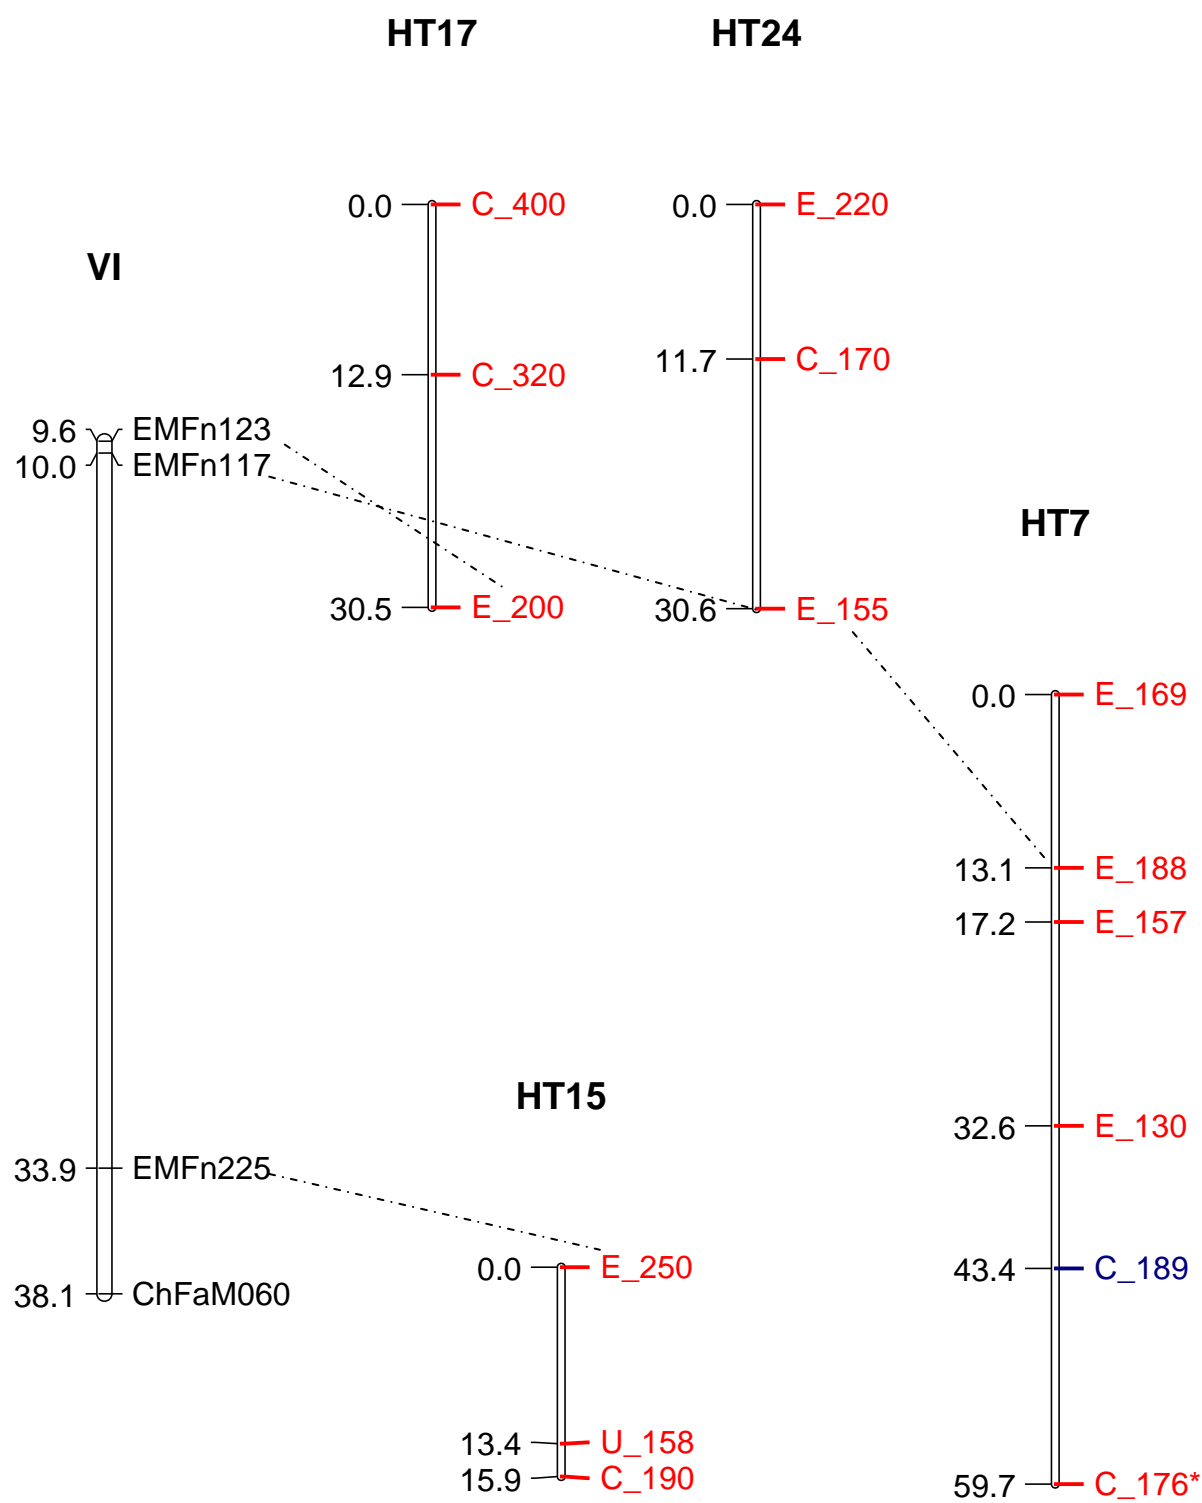 HT17
HT24
0.0 C_400
0.0 E_220
VI
11.7 C_170
12.9 C_320
9.6 EMFn123
10.0 EMFn117
HT7
30.5 E_200
30.6 E_155
0.0 E_169
13.1 E_188
17.2 E_157
HT15
32.6 E_130
33.9 EMFn225
0.0 E_250
43.4 C_189
38.1 ChFaM060
13.4 U_158
15.9 C_190
59.7 C_176*